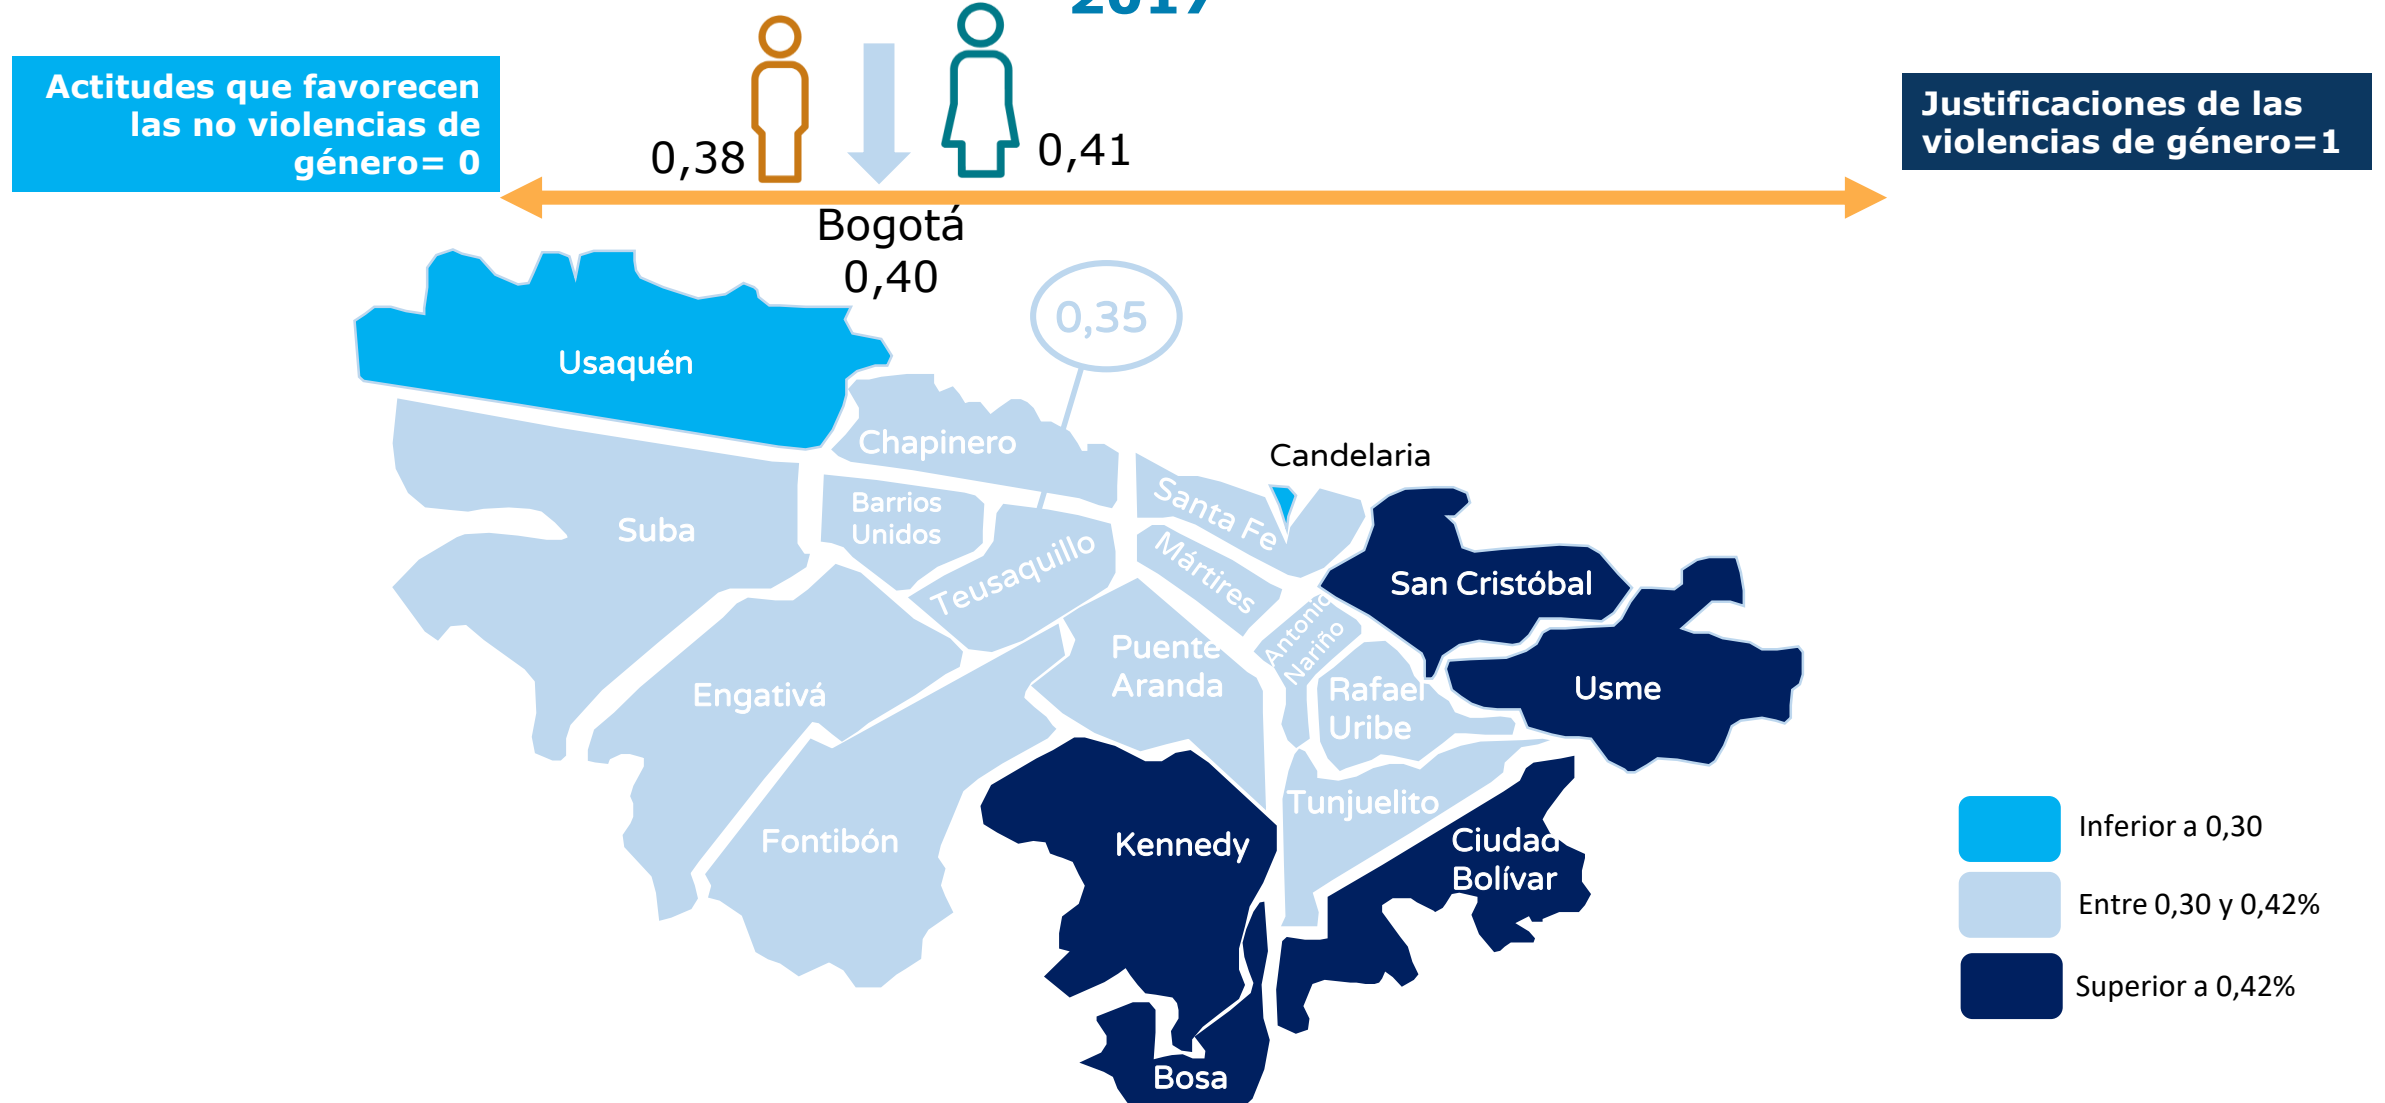 2017
Actitudes que favorecen
las no violencias de
género= 0
0,38
0,41
Justificaciones de las
violencias de género=1
Bogotá
0,40
0,35
Usaquén
Chapinero
Candelaria
Santa Fe
Barrios
Unidos
Suba
Teusaquillo
Mártires
San Cristóbal
Antonio
Nariño
Puente
Aranda
Engativá
Rafael
Uribe
Usme
Tunjuelito
Fontibón
Kennedy
Ciudad
Bolívar
Bosa
Inferior a 0,30
Entre 0,30 y 0,42%
Superior a 0,42%